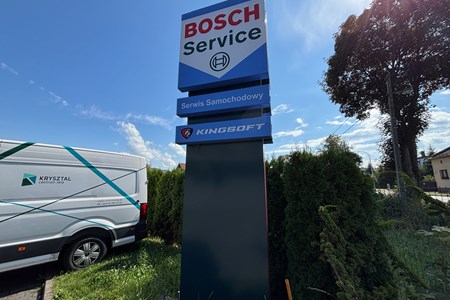 BOSCH
Service
Serwis Samochodowy
KINGSOFT
KRYSZTAL